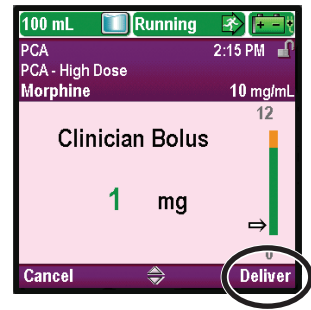 100 mL Running
PCA 2:15 PM
PCA - High Dose
Morphine 10 mg/mL
12
Clinician Bolus
1 mg
0
Cancel Deliver